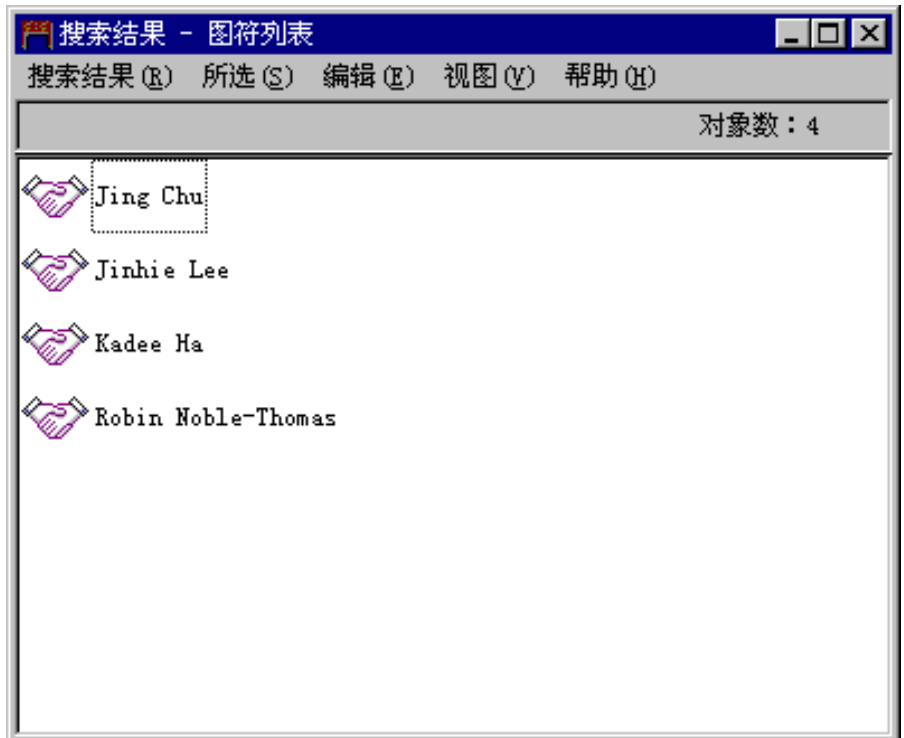 搜索结果 - 图符列表
搜索结果(R) 所选(S) 编辑(E) 视图(V) 帮助(H)
对象数：4
Jing Chu
Jinhie Lee
Kadee Ha
Robin Noble-Thomas